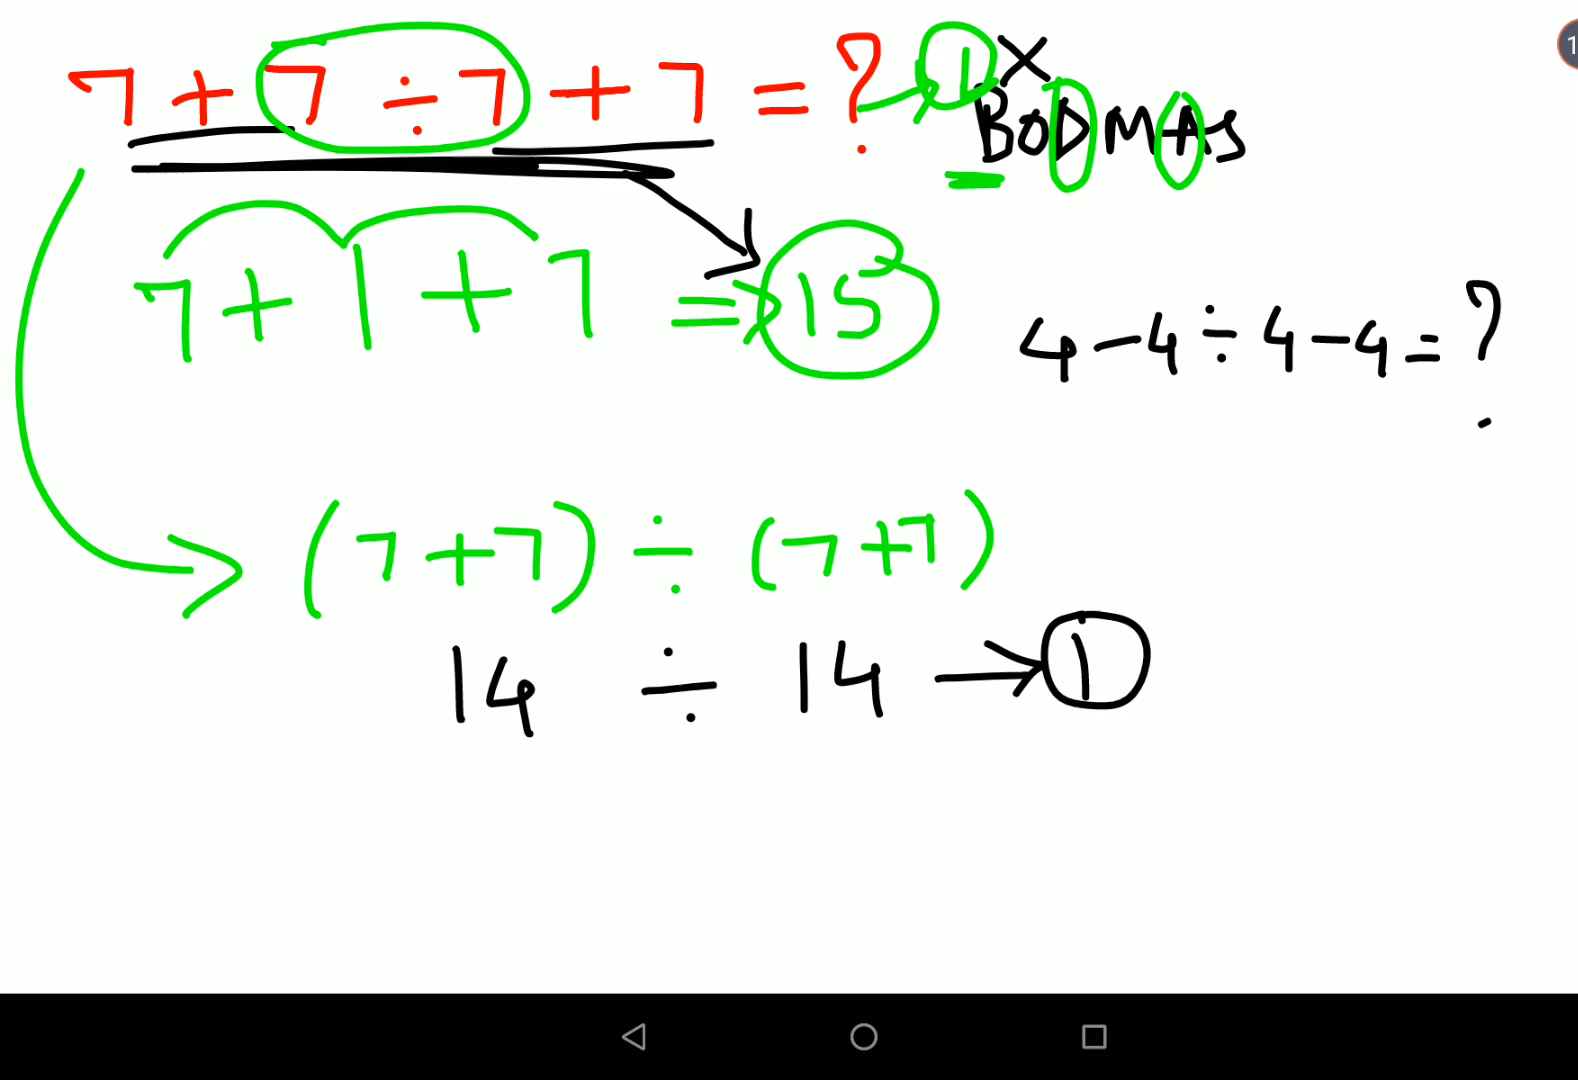 7 + 7 ÷ 7 + 7 = ? 1 ×
BODMAS
7 + 1 + 7 = 15
4 - 4 ÷ 4 - 4 = ?
(7 + 7) ÷ (7 + 7)
14 ÷ 14 → 1